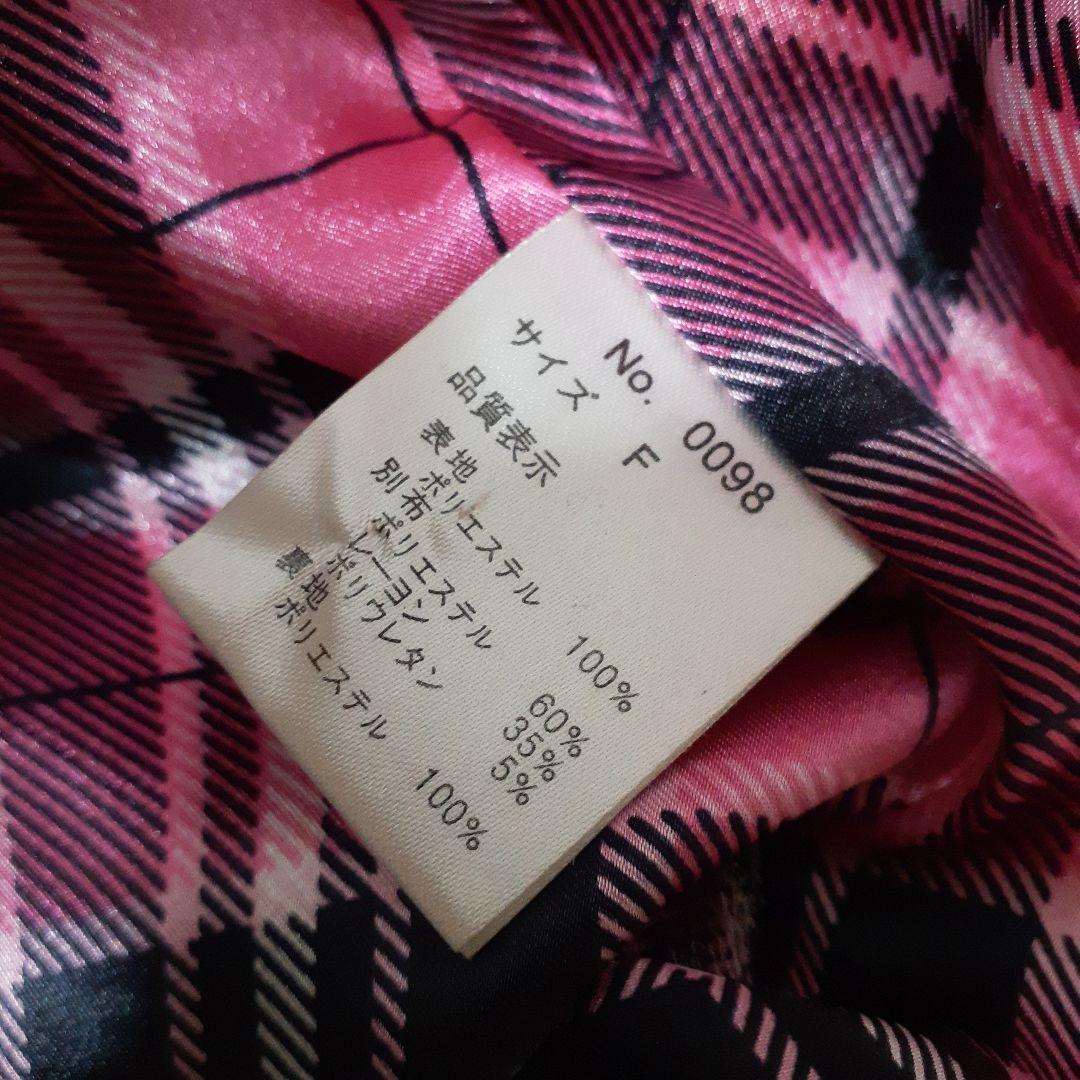 No. 0098
サイズ F
品質表示
表地
ポリエステル 100%
別布
ポリエステル 60%
レーヨン 35%
ポリウレタン 5%
裏地
ポリエステル 100%